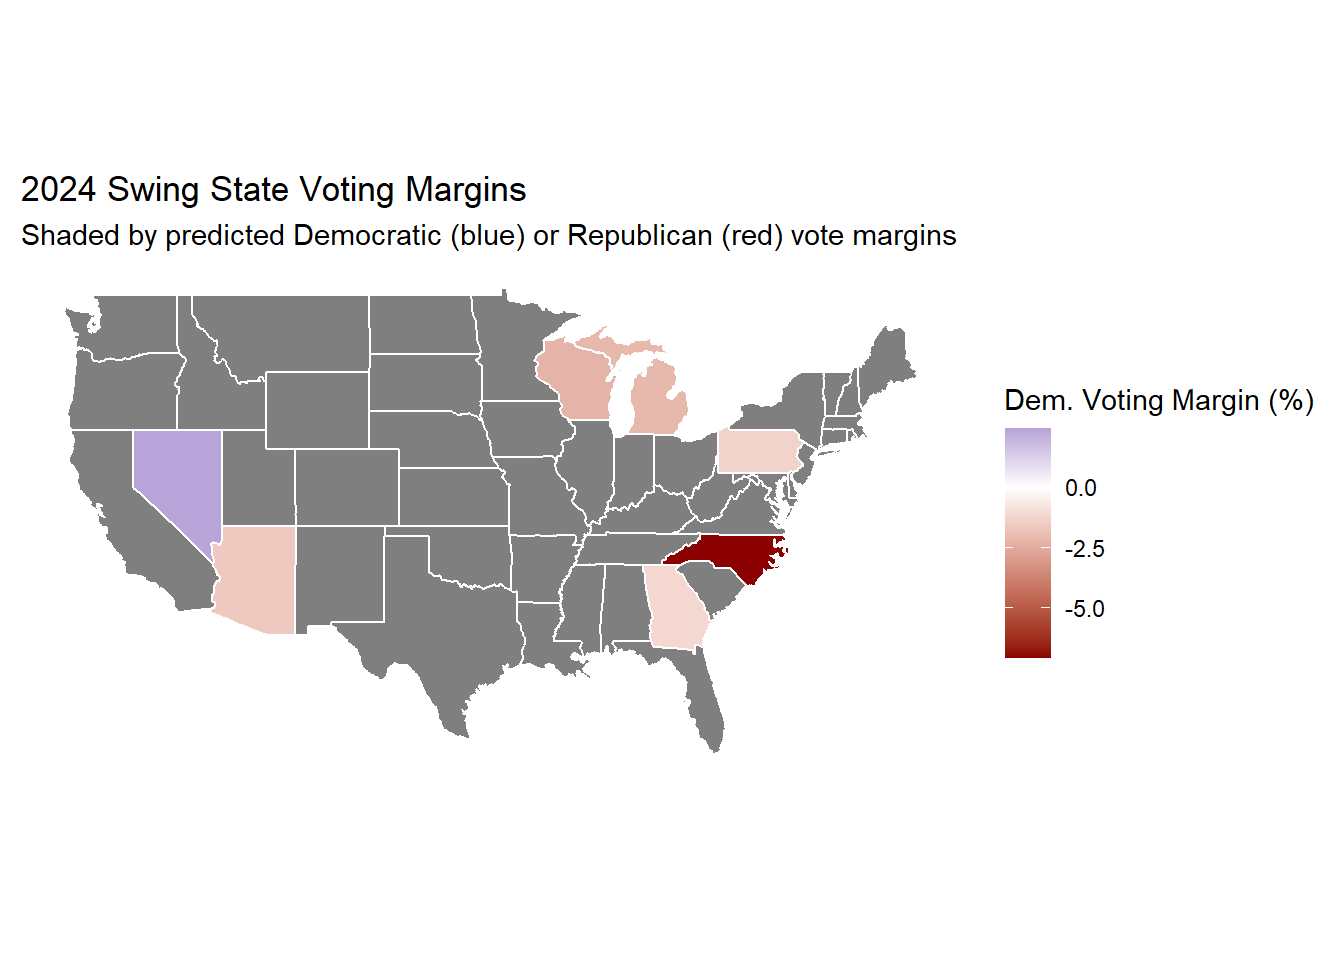 2024 Swing State Voting Margins
Shaded by predicted Democratic (blue) or Republican (red) vote margins
Dem. Voting Margin (%)
0.0
-2.5
-5.0